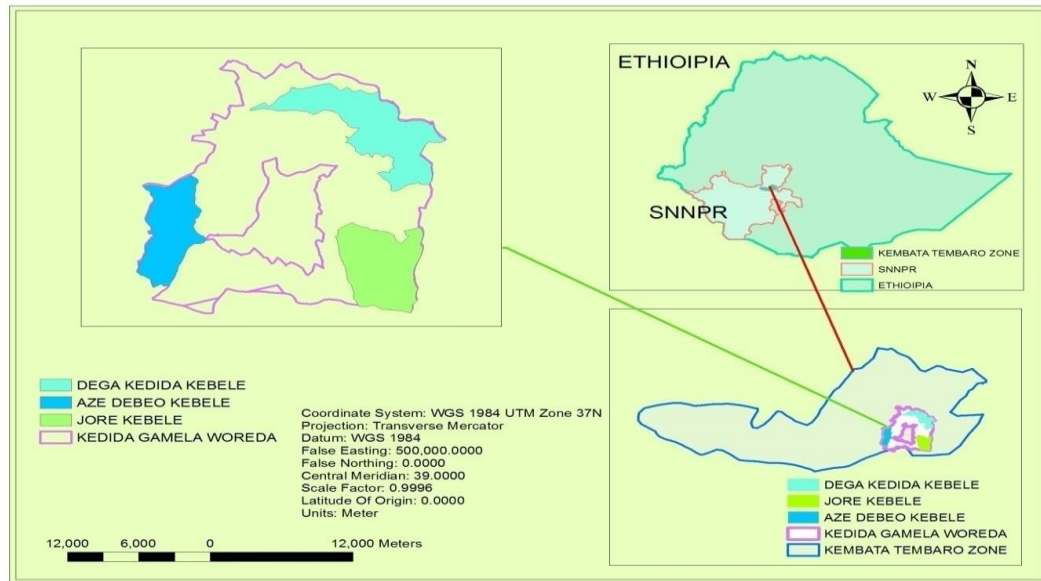 ETHIOIPIA
N
W E
S
SNNPR
KEMBATA TEMBARO ZONE
SNNPR
ETHIOIPIA
DEGA KEDIDA KEBELE
AZE DEBEO KEBELE
JORE KEBELE
KEDIDA GAMELA WOREDA
Coordinate System: WGS 1984 UTM Zone 37N
Projection: Transverse Mercator
Datum: WGS 1984
False Easting: 500,000.0000
False Northing: 0.0000
Central Meridian: 39.0000
Scale Factor: 0.9996
Latitude Of Origin: 0.0000
Units: Meter
12,000 6,000 0 12,000 Meters
DEGA KEDIDA KEBELE
JORE KEBELE
AZE DEBEO KEBELE
KEDIDA GAMELA WOREDA
KEMBATA TEMBARO ZONE